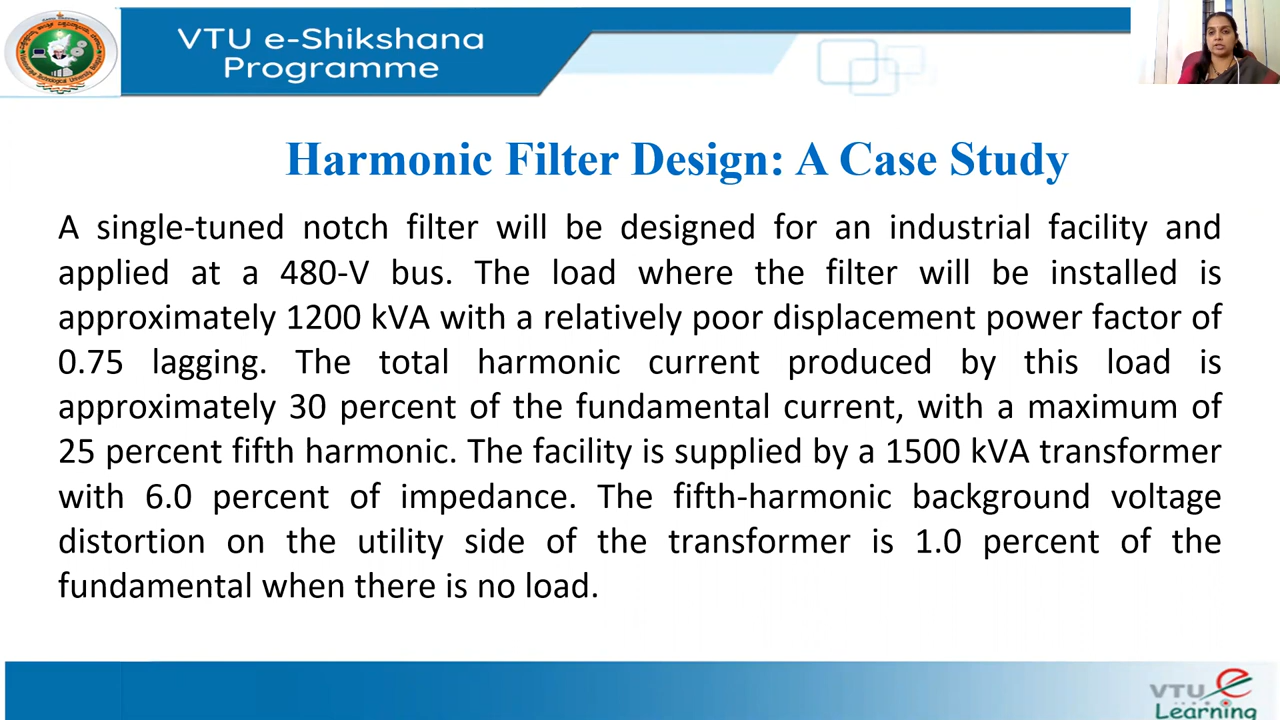 VTU e-Shikshana
Programme
Harmonic Filter Design: A Case Study
A single-tuned notch filter will be designed for an industrial facility and
applied at a 480-V bus. The load where the filter will be installed is
approximately 1200 kVA with a relatively poor displacement power factor of
0.75 lagging. The total harmonic current produced by this load is
approximately 30 percent of the fundamental current, with a maximum of
25 percent fifth harmonic. The facility is supplied by a 1500 kVA transformer
with 6.0 percent of impedance. The fifth-harmonic background voltage
distortion on the utility side of the transformer is 1.0 percent of the
fundamental when there is no load.
VTU e
Learning